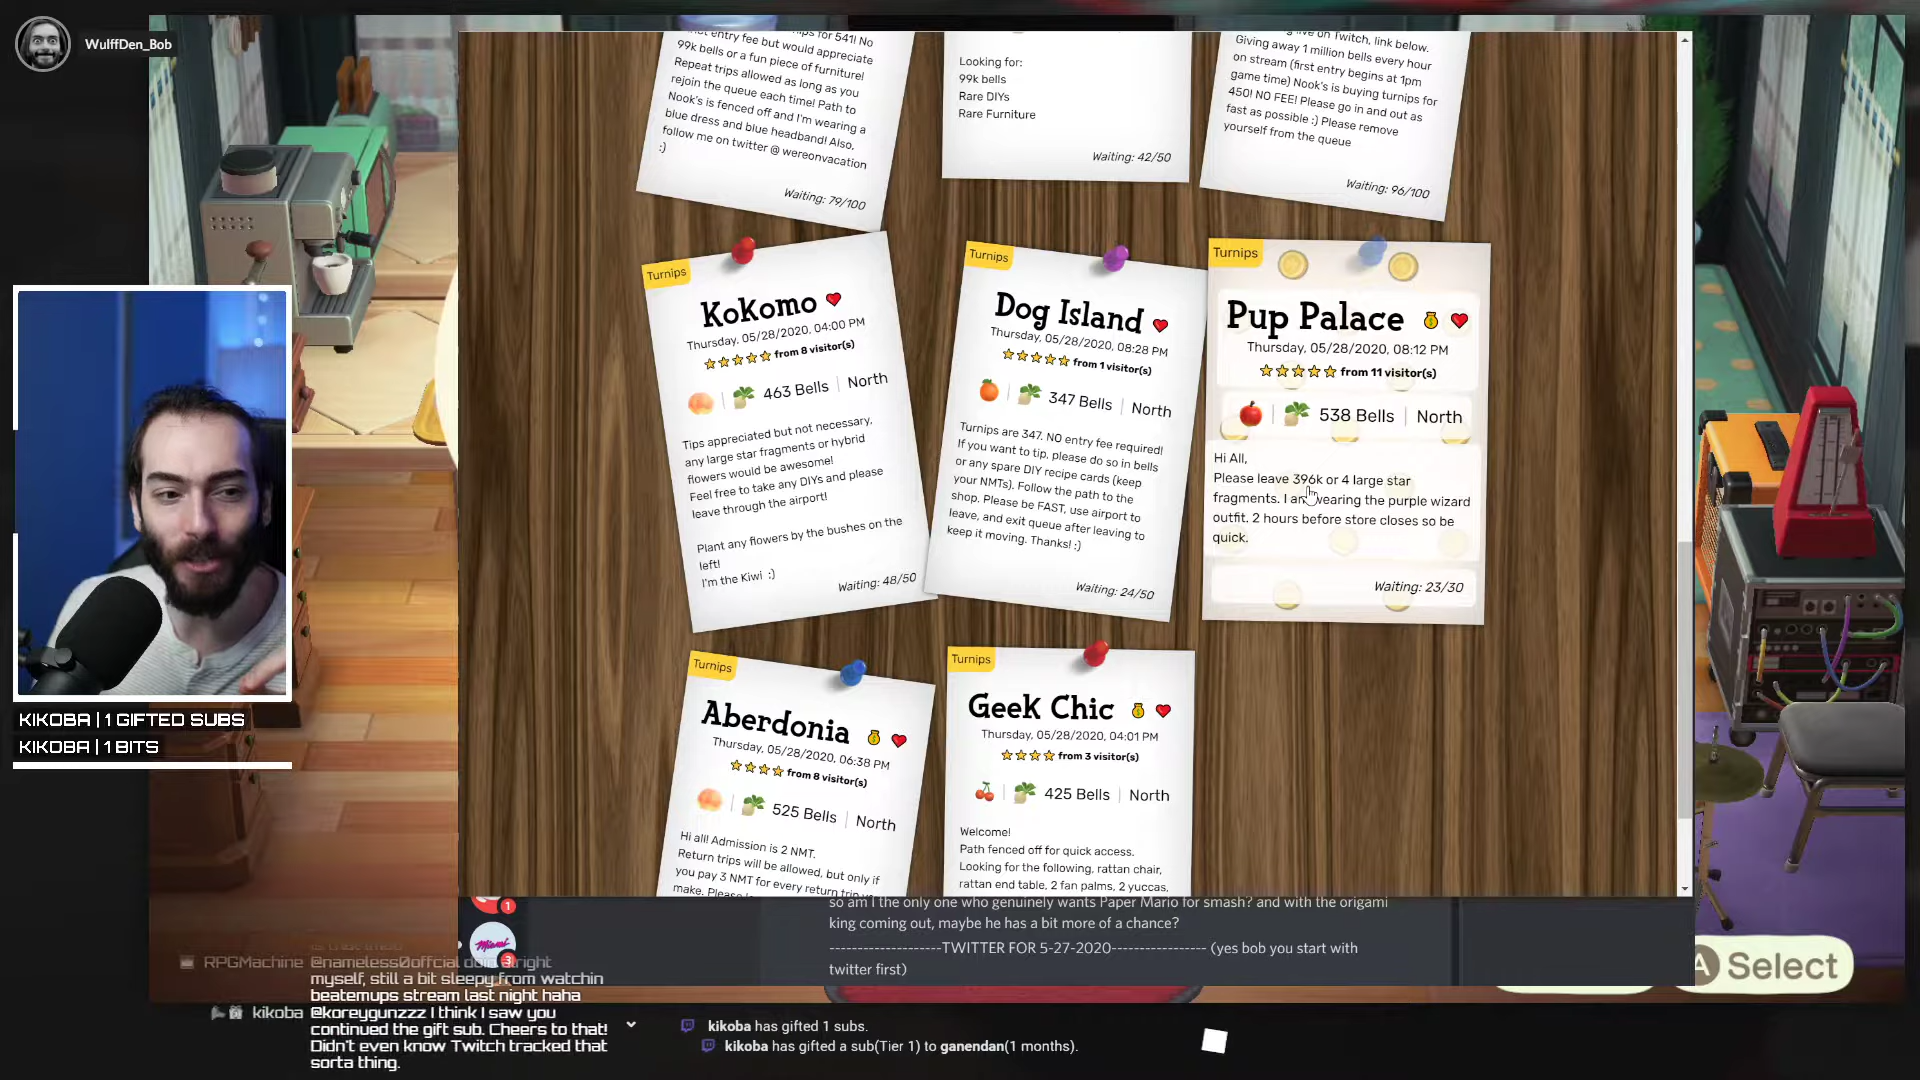 WulffDen_Bob
entry fee but would appreciate
99k bells or a fun piece of furniture!
Repeat trips allowed as long as you
rejoin the queue each time! Path to
Nook's is fenced off and I'm wearing a
blue dress and blue headband! Also,
follow me on twitter @ wereonvacation
:)
Waiting: 79/100
Looking for:
99k bells
Rare DIYs
Rare Furniture
Waiting: 42/50
live on Twitch, link below.
Giving away 1 million bells every hour
on stream (first entry begins at 1pm
game time) Nook's is buying turnips for
450! NO FEE! Please go in and out as
fast as possible :) Please remove
yourself from the queue
Waiting: 96/100
Turnips
Kokomo
Thursday, 05/28/2020, 04:00 PM
from 8 visitor(s)
463 Bells | North
Tips appreciated but not necessary,
any large star fragments or hybrid
flowers would be awesome!
Feel free to take any DIYs and please
leave through the airport!
Plant any flowers by the bushes on the
left!
I'm the Kiwi :)
Waiting: 48/50
Turnips
Dog Island
Thursday, 05/28/2020, 08:28 PM
from 1 visitor(s)
347 Bells | North
Turnips are 347. NO entry fee required!
If you want to tip, please do so in bells
or any spare DIY recipe cards (keep
your NMTs). Follow the path to the
shop. Please be FAST, use airport to
leave, and exit queue after leaving to
keep it moving. Thanks! :)
Waiting: 24/50
Turnips
Pup Palace
Thursday, 05/28/2020, 08:12 PM
from 11 visitor(s)
538 Bells | North
Hi All,
Please leave 396k or 4 large star
fragments. I am wearing the purple wizard
outfit. 2 hours before store closes so be
quick.
Waiting: 23/30
Turnips
Aberdonia
Thursday, 05/28/2020, 06:38 PM
from 8 visitor(s)
525 Bells | North
Hi all! Admission is 2 NMT.
Return trips will be allowed, but only if
you pay 3 NMT for every return trip
make.
Turnips
Geek Chic
Thursday, 05/28/2020, 04:01 PM
from 3 visitor(s)
425 Bells | North
Welcome!
Path fenced off for quick access.
Looking for the following, rattan chair,
rattan end table, 2 fan palms, 2 yuccas,
KIKOBA | 1 GIFTED SUBS
KIKOBA | 1 BITS
so am I the only one who genuinely wants Paper Mario for smash? and with the origami
king coming out, maybe he has a bit more of a chance?
--------------------TWITTER FOR 5-27-2020----------------- (yes bob you start with
twitter first)
1
3
A Select
RPGMachine @nameless0offcial doin alright
myself, still a bit sleepy from watchin
beatemups stream last night haha
kikoba @koreygunzzz I think I saw you
continued the gift sub. Cheers to that!
Didn't even know Twitch tracked that
sorta thing.
kikoba has gifted 1 subs.
kikoba has gifted a sub(Tier 1) to ganendan(1 months).